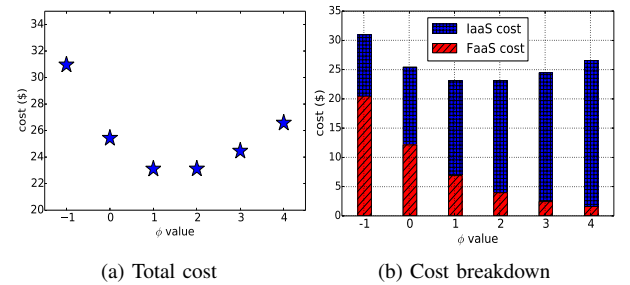 34
32
30
28
26
24
22
20
cost ($)
−1 0 1 2 3 4
ϕ value
(a) Total cost
35
30
25
20
15
10
5
0
cost ($)
IaaS cost
FaaS cost
-1 0 1 2 3 4
ϕ value
(b) Cost breakdown